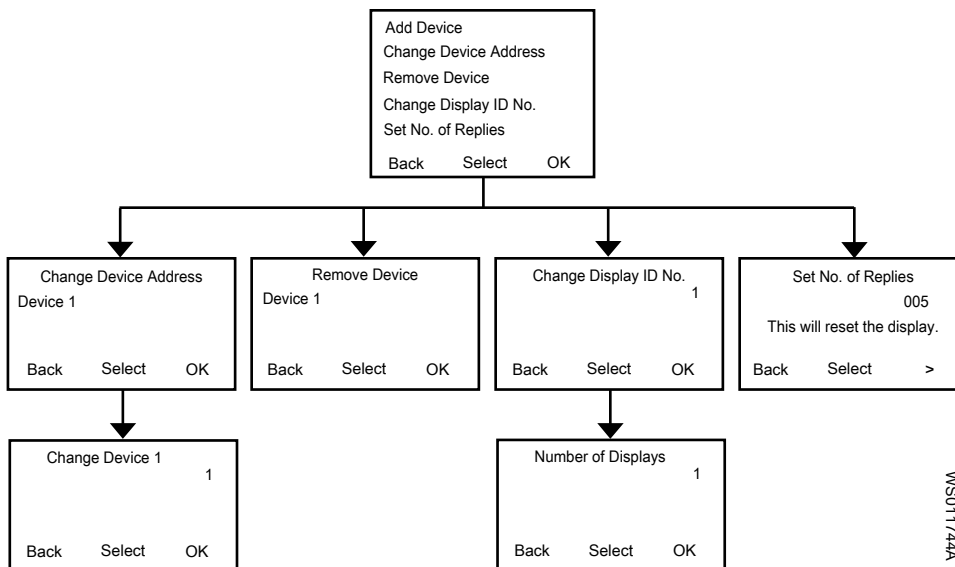 Add Device
Change Device Address
Remove Device
Change Display ID No.
Set No. of Replies
Back Select OK
Change Device Address
Device 1
Back Select OK
Remove Device
Device 1
Back Select OK
Change Display ID No.
1
Back Select OK
Set No. of Replies
005
This will reset the display.
Back Select >
Change Device 1
1
Back Select OK
Number of Displays
1
Back Select OK
WS011744A